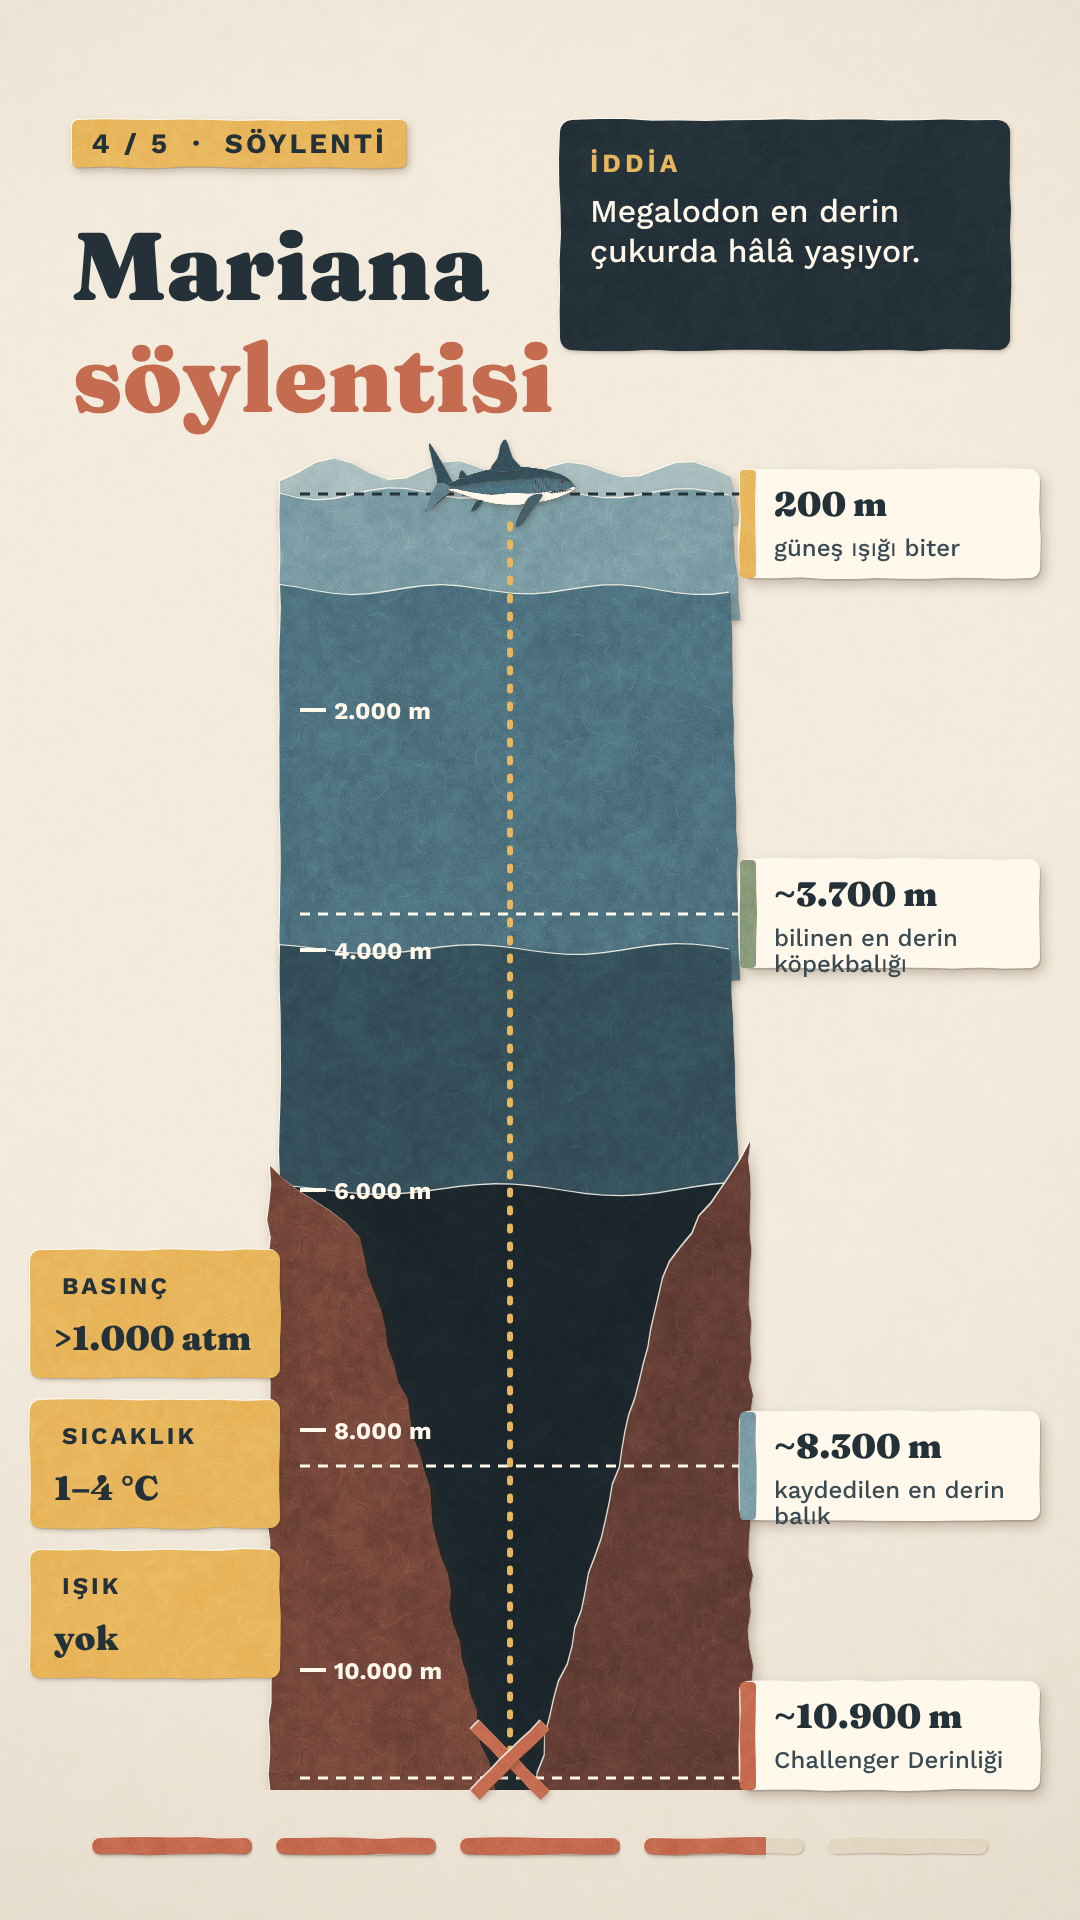 4 / 5 · SÖYLENTİ
Mariana
söylentisi
İDDİA
Megalodon en derin
çukurda hâlâ yaşıyor.
200 m
güneş ışığı biter
2.000 m
~3.700 m
bilinen en derin
köpekbalığı
4.000 m
6.000 m
BASINÇ
>1.000 atm
SICAKLIK
1–4 °C
IŞIK
yok
8.000 m
~8.300 m
kaydedilen en derin
balık
10.000 m
~10.900 m
Challenger Derinliği